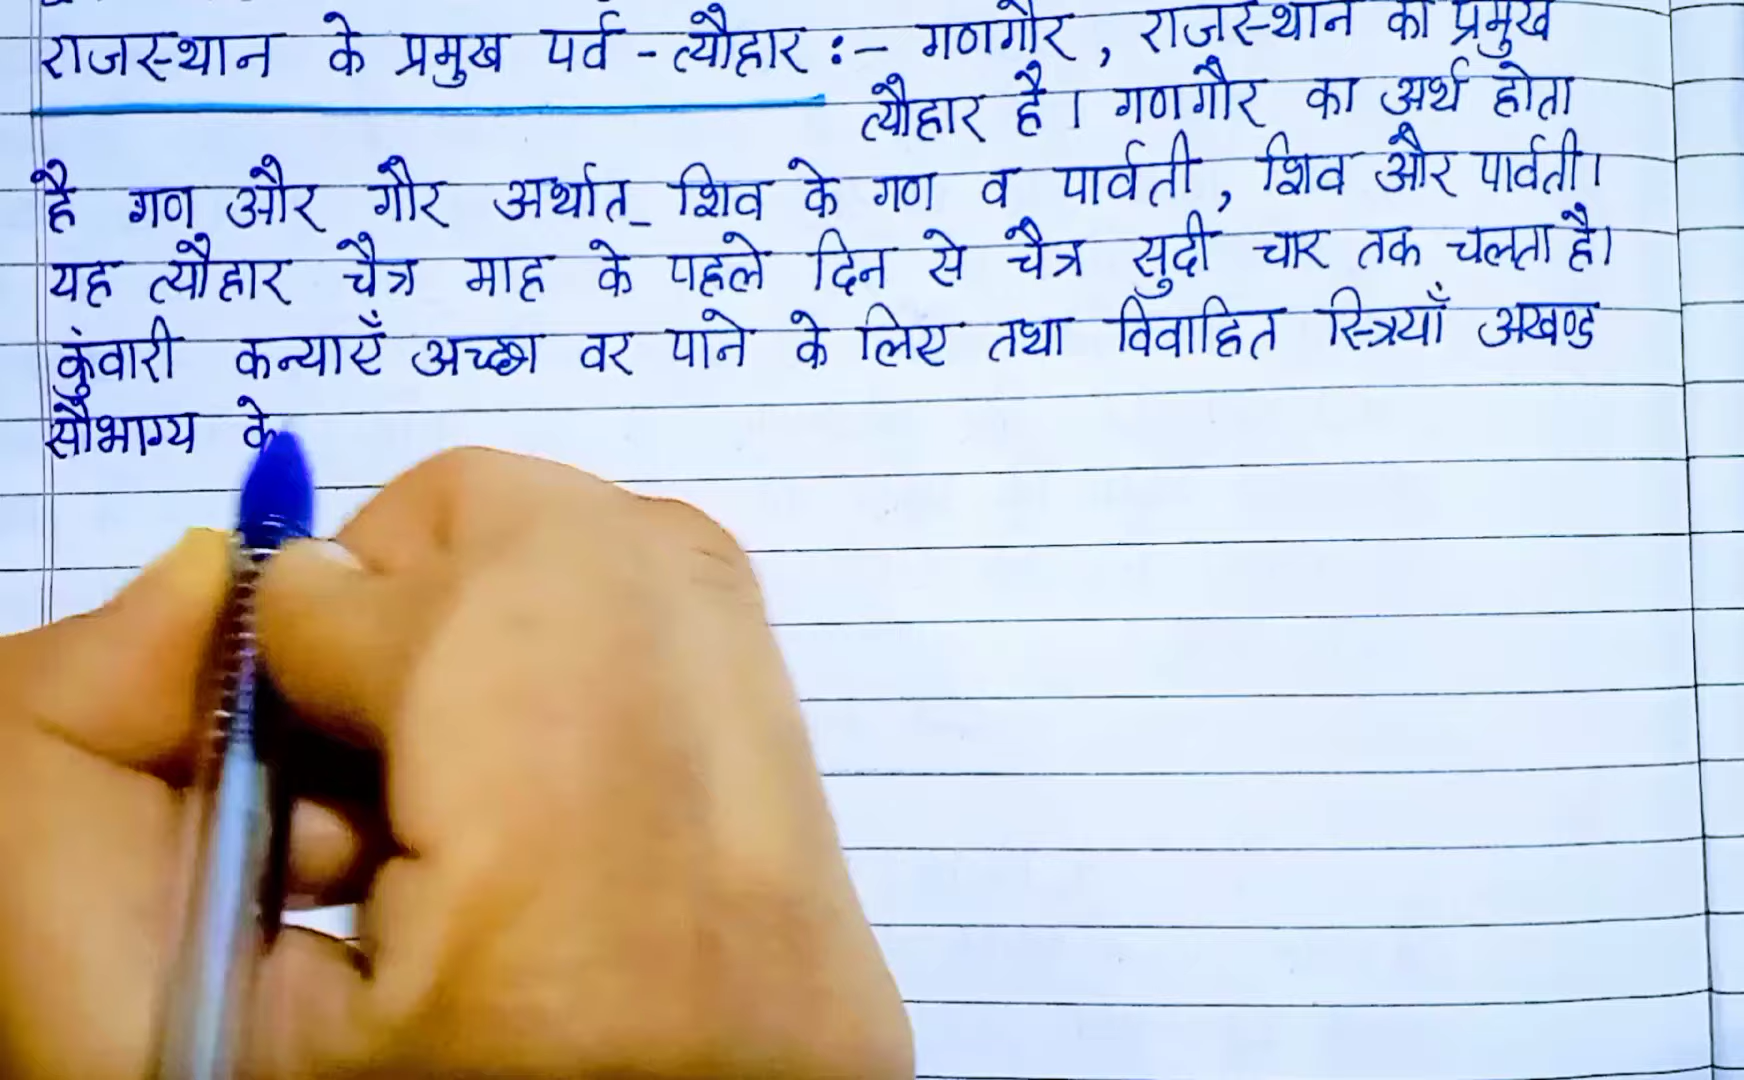 राजस्थान के प्रमुख पर्व - त्यौहार :- गणगौर, राजस्थान का प्रमुख
त्यौहार है। गणगौर का अर्थ होता
है गण और गौर अर्थात् शिव के गण व पार्वती, शिव और पार्वती।
यह त्यौहार चैत्र माह के पहले दिन से चैत्र सुदी चार तक चलता है।
कुंवारी कन्याएँ अच्छा वर पाने के लिए तथा विवाहित स्त्रियाँ अखण्ड
सौभाग्य के